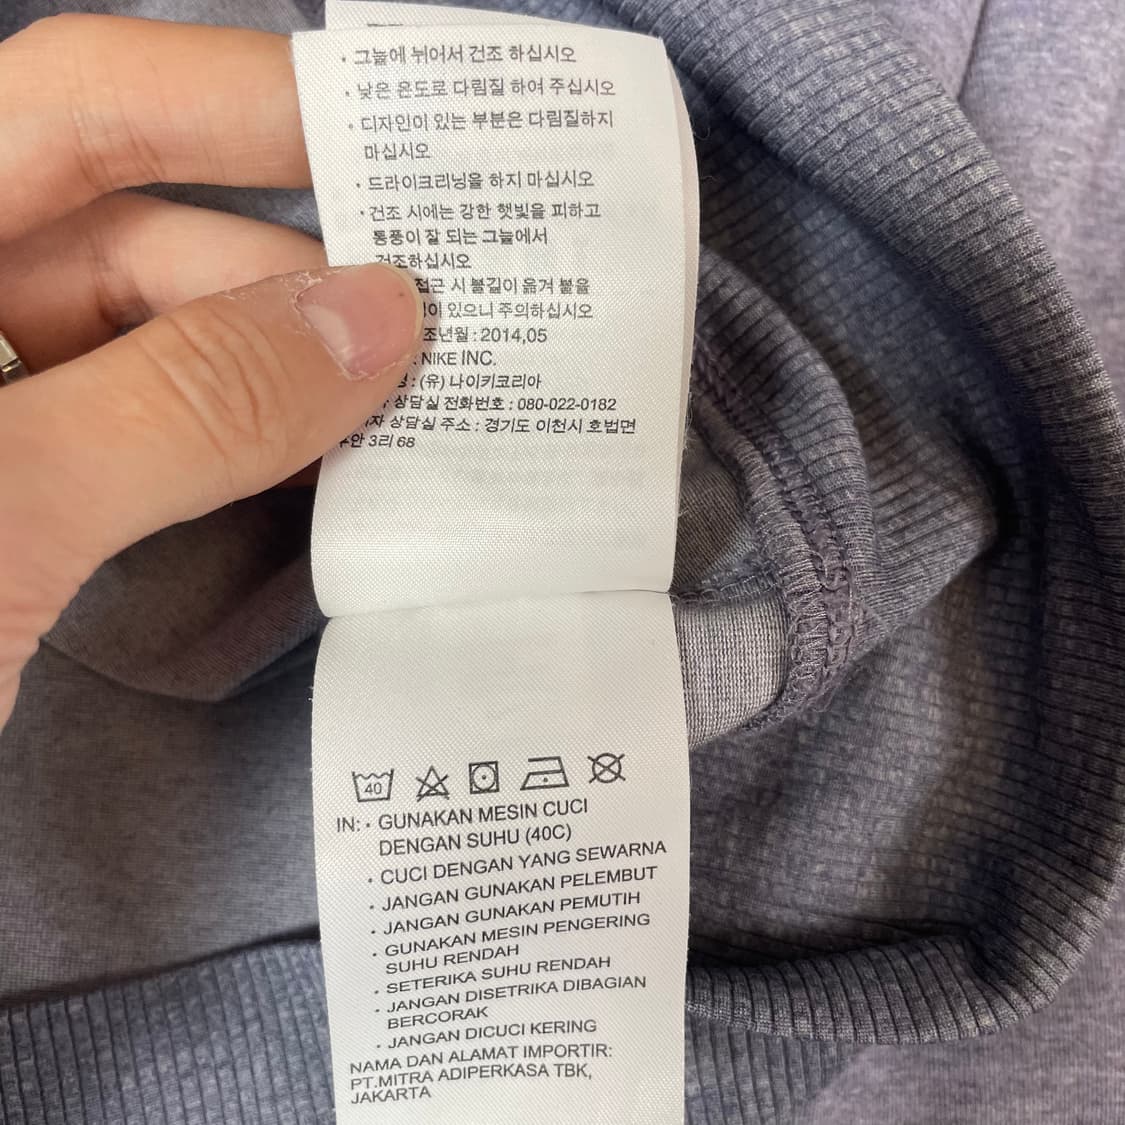 · 그늘에 뉘어서 건조 하십시오
· 낮은 온도로 다림질 하여 주십시오
· 디자인이 있는 부분은 다림질하지
마십시오
· 드라이크리닝을 하지 마십시오
· 건조 시에는 강한 햇빛을 피하고
통풍이 잘 되는 그늘에서
건조하십시오
접근 시 불길이 옮겨 붙을
있으니 주의하십시오
조년월 : 2014,05
NIKE INC.
: (유) 나이키코리아
상담실 전화번호 : 080-022-0182
상담실 주소 : 경기도 이천시 호법면
3리 68
40
IN: · GUNAKAN MESIN CUCI
DENGAN SUHU (40C)
· CUCI DENGAN YANG SEWARNA
· JANGAN GUNAKAN PELEMBUT
· JANGAN GUNAKAN PEMUTIH
· GUNAKAN MESIN PENGERING
SUHU RENDAH
· SETERIKA SUHU RENDAH
· JANGAN DISETRIKA DIBAGIAN
BERCORAK
· JANGAN DICUCI KERING
NAMA DAN ALAMAT IMPORTIR:
PT.MITRA ADIPERKASA TBK,
JAKARTA